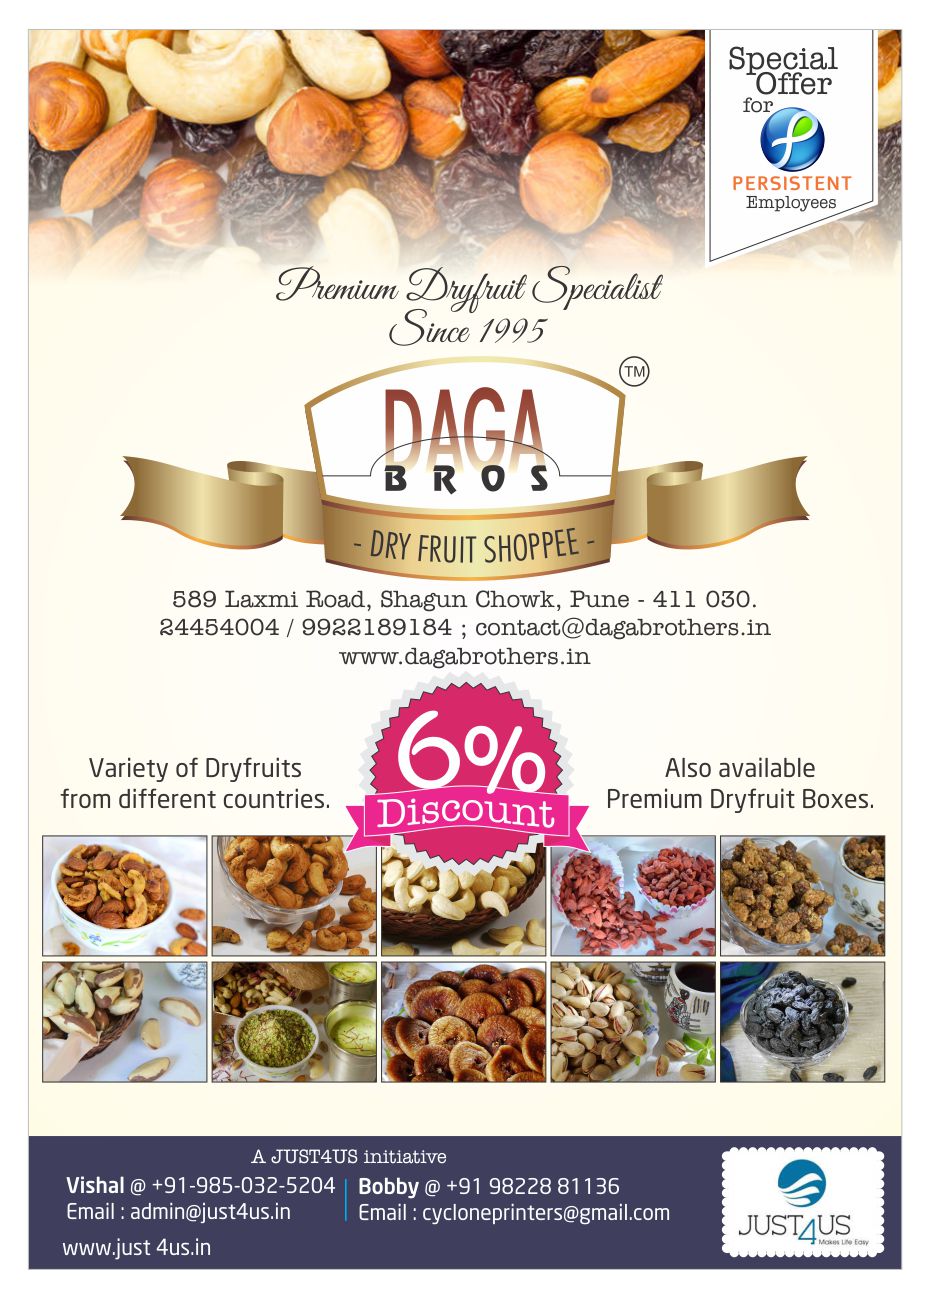 Special
Offer
for
PERSISTENT
Employees
Premium Dryfruit Specialist
Since 1995
TM
DAGA
BROS
- DRY FRUIT SHOPPEE -
589 Laxmi Road, Shagun Chowk, Pune - 411 030.
24454004 / 9922189184 ; contact@dagabrothers.in
www.dagabrothers.in
6%
Discount
Variety of Dryfruits
from different countries.
Also available
Premium Dryfruit Boxes.
A JUST4US initiative
Vishal @ +91-985-032-5204
Email : admin@just4us.in
Bobby @ +91 98228 81136
Email : cycloneprinters@gmail.com
www.just 4us.in
JUST4US
Makes Life Easy